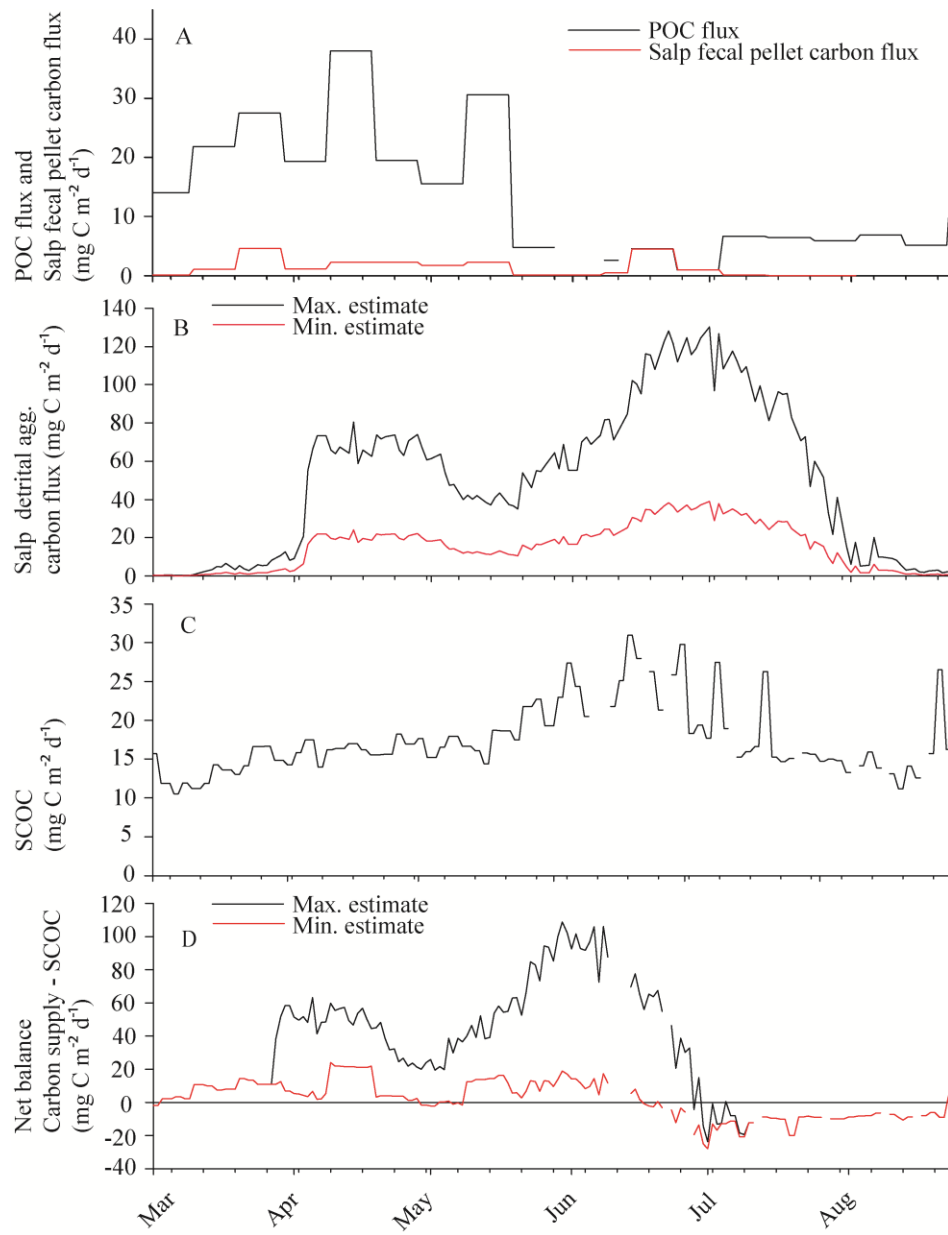 A
POC flux
Salp fecal pellet carbon flux
POC flux and
Salp fecal pellet carbon flux
(mg C m⁻² d⁻¹)
40
30
20
10
0
B
Max. estimate
Min. estimate
Salp detrital agg.
carbon flux (mg C m⁻² d⁻¹)
140
120
100
80
60
40
20
0
C
SCOC
(mg C m⁻² d⁻¹)
35
30
25
20
15
10
5
0
D
Max. estimate
Min. estimate
Net balance
Carbon supply - SCOC
(mg C m⁻² d⁻¹)
120
100
80
60
40
20
0
-20
-40
Mar
Apr
May
Jun
Jul
Aug